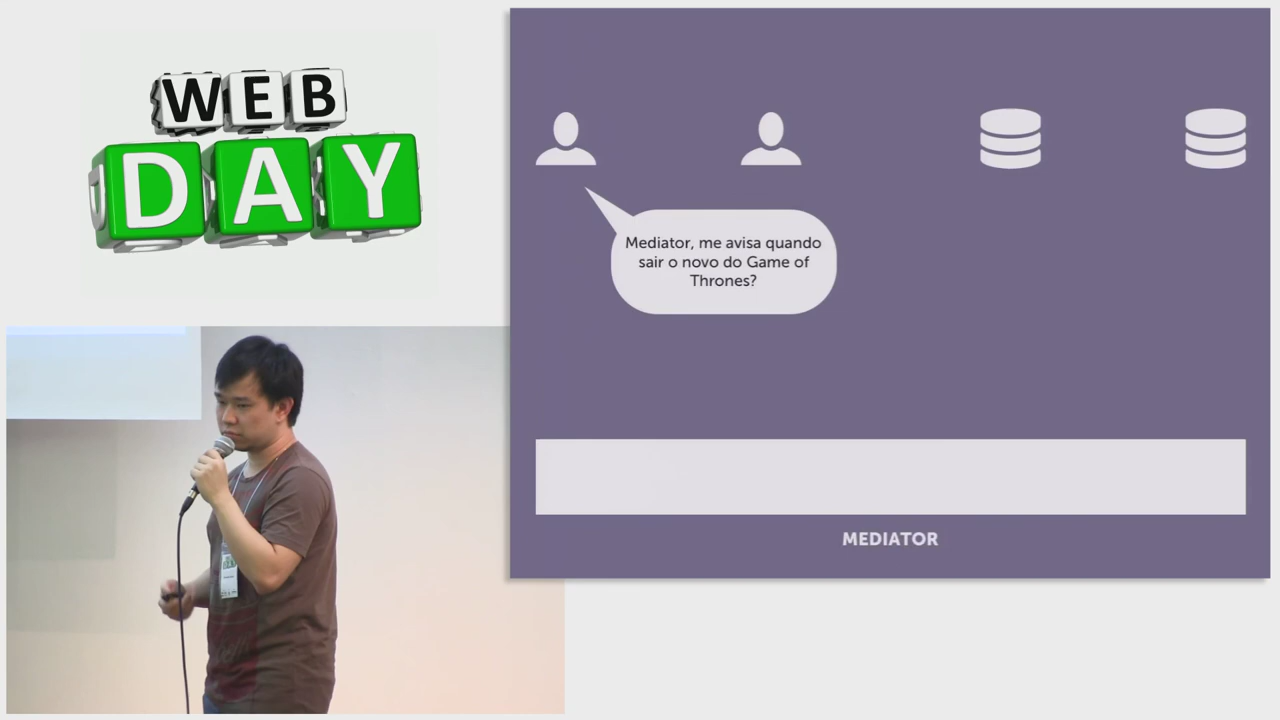 WEB
DAY
Mediator, me avisa quando
sair o novo do Game of
Thrones?
MEDIATOR